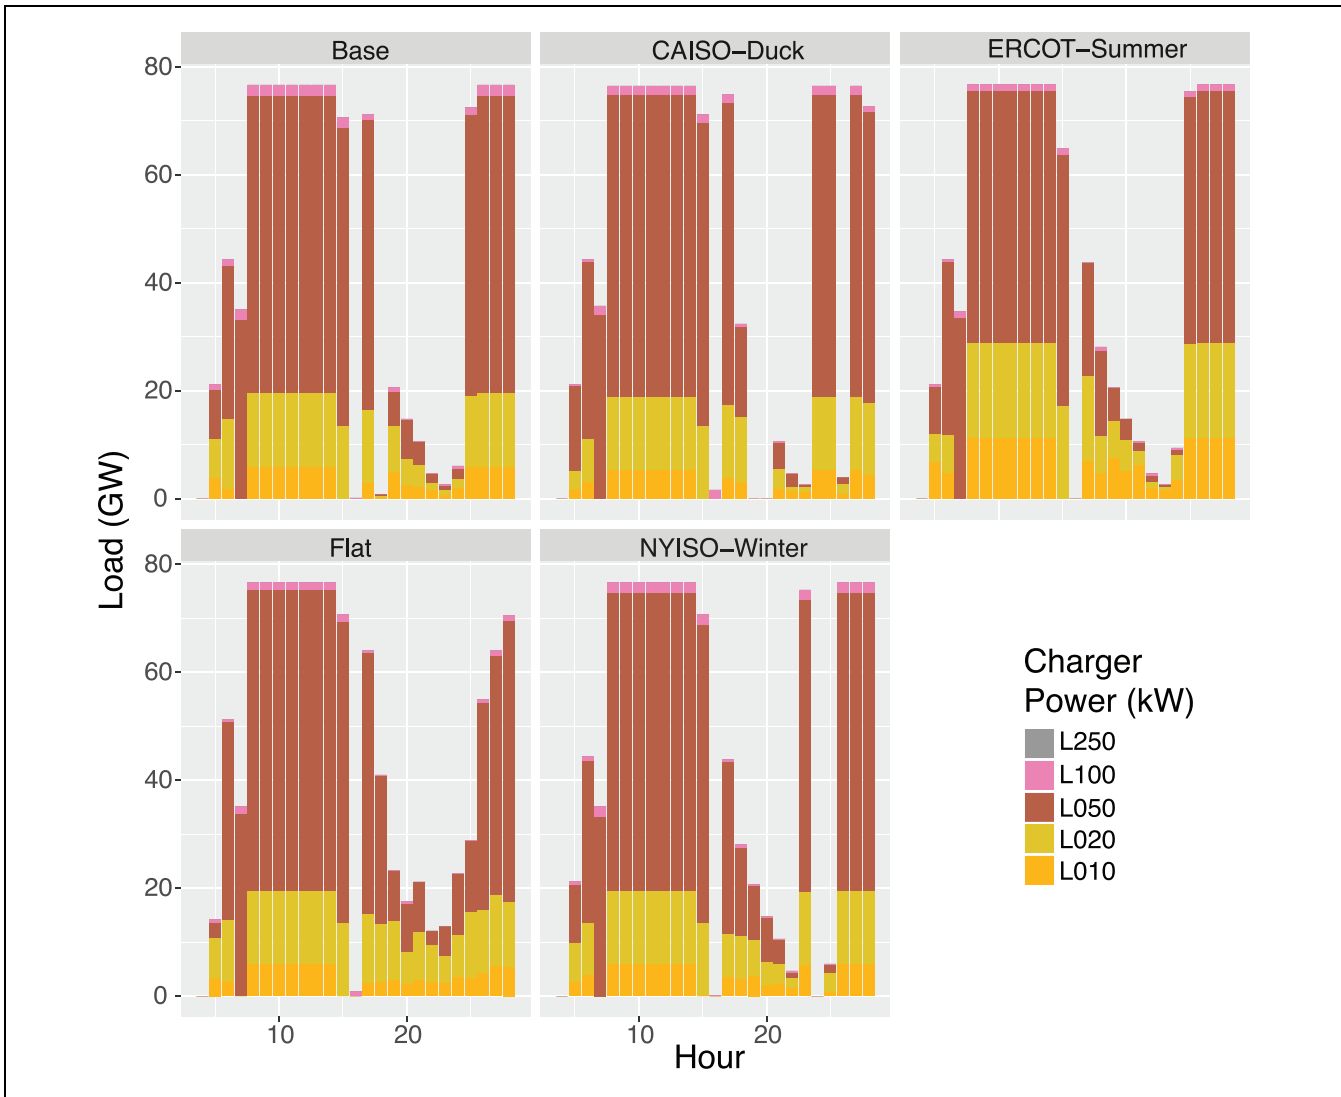 Base
CAISO–Duck
ERCOT–Summer
80
60
40
20
0
Flat
NYISO–Winter
80
60
40
20
0
10
20
10
20
Load (GW)
Hour
Charger
Power (kW)
L250
L100
L050
L020
L010